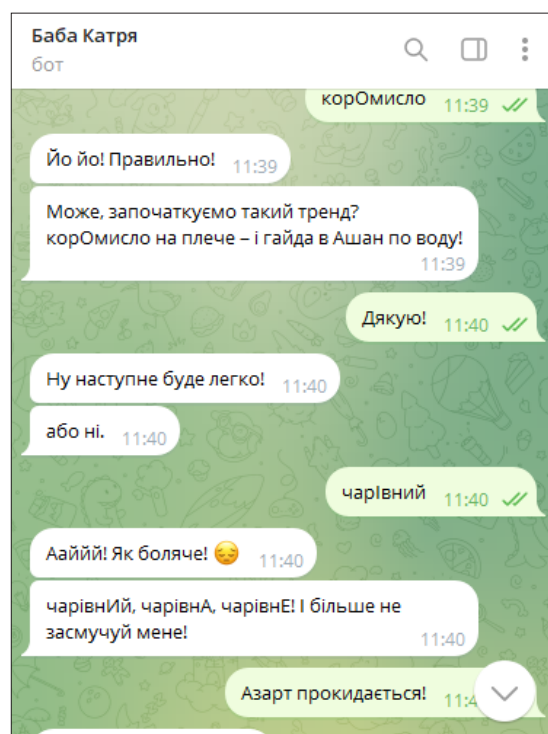 Баба Катря
бот
корОмисло 11:39
Йо йо! Правильно! 11:39
Може, започаткуємо такий тренд?
корОмисло на плече – і гайда в Ашан по воду!
11:39
Дякую! 11:40
Ну наступне буде легко! 11:40
або ні. 11:40
чарІвний 11:40
Ааййй! Як боляче! 😔 11:40
чарівнИй, чарівнА, чарівнЕ! І більше не
засмучуй мене! 11:40
Азарт прокидається!